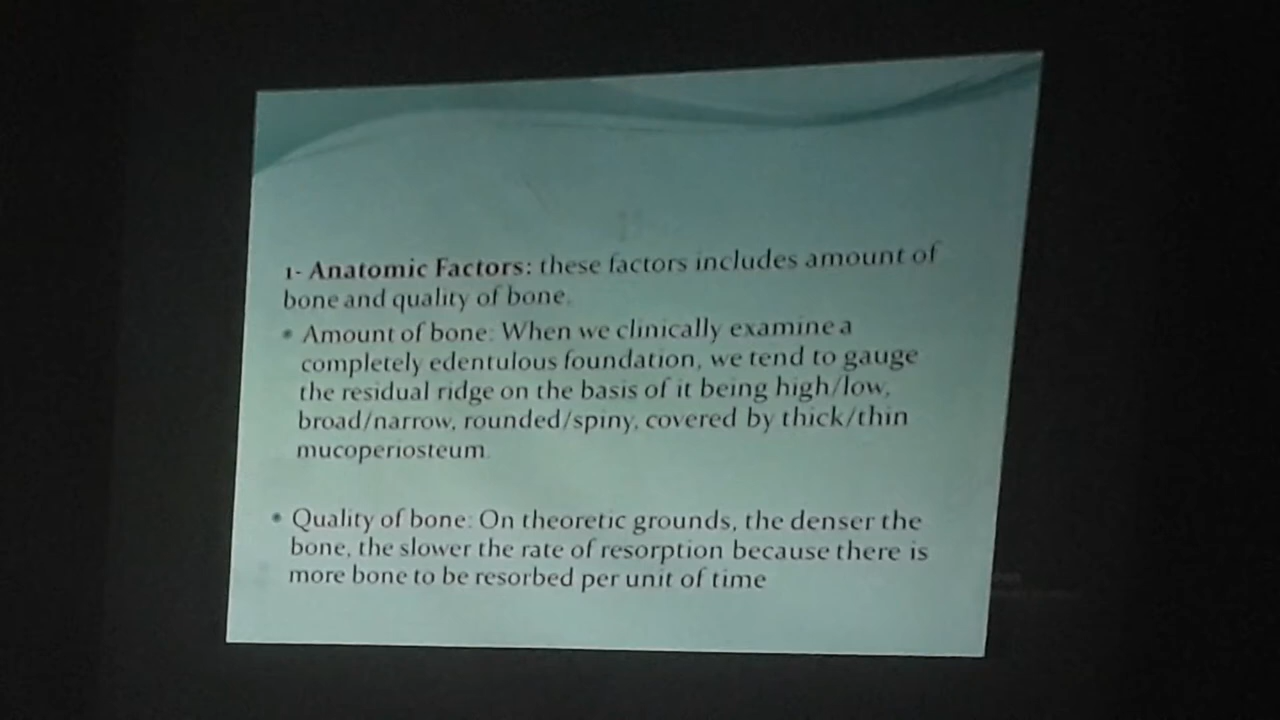 1- Anatomic Factors: these factors includes amount of
bone and quality of bone.
• Amount of bone: When we clinically examine a
completely edentulous foundation, we tend to gauge
the residual ridge on the basis of it being high/low,
broad/narrow, rounded/spiny, covered by thick/thin
mucoperiosteum.
• Quality of bone: On theoretic grounds, the denser the
bone, the slower the rate of resorption because there is
more bone to be resorbed per unit of time